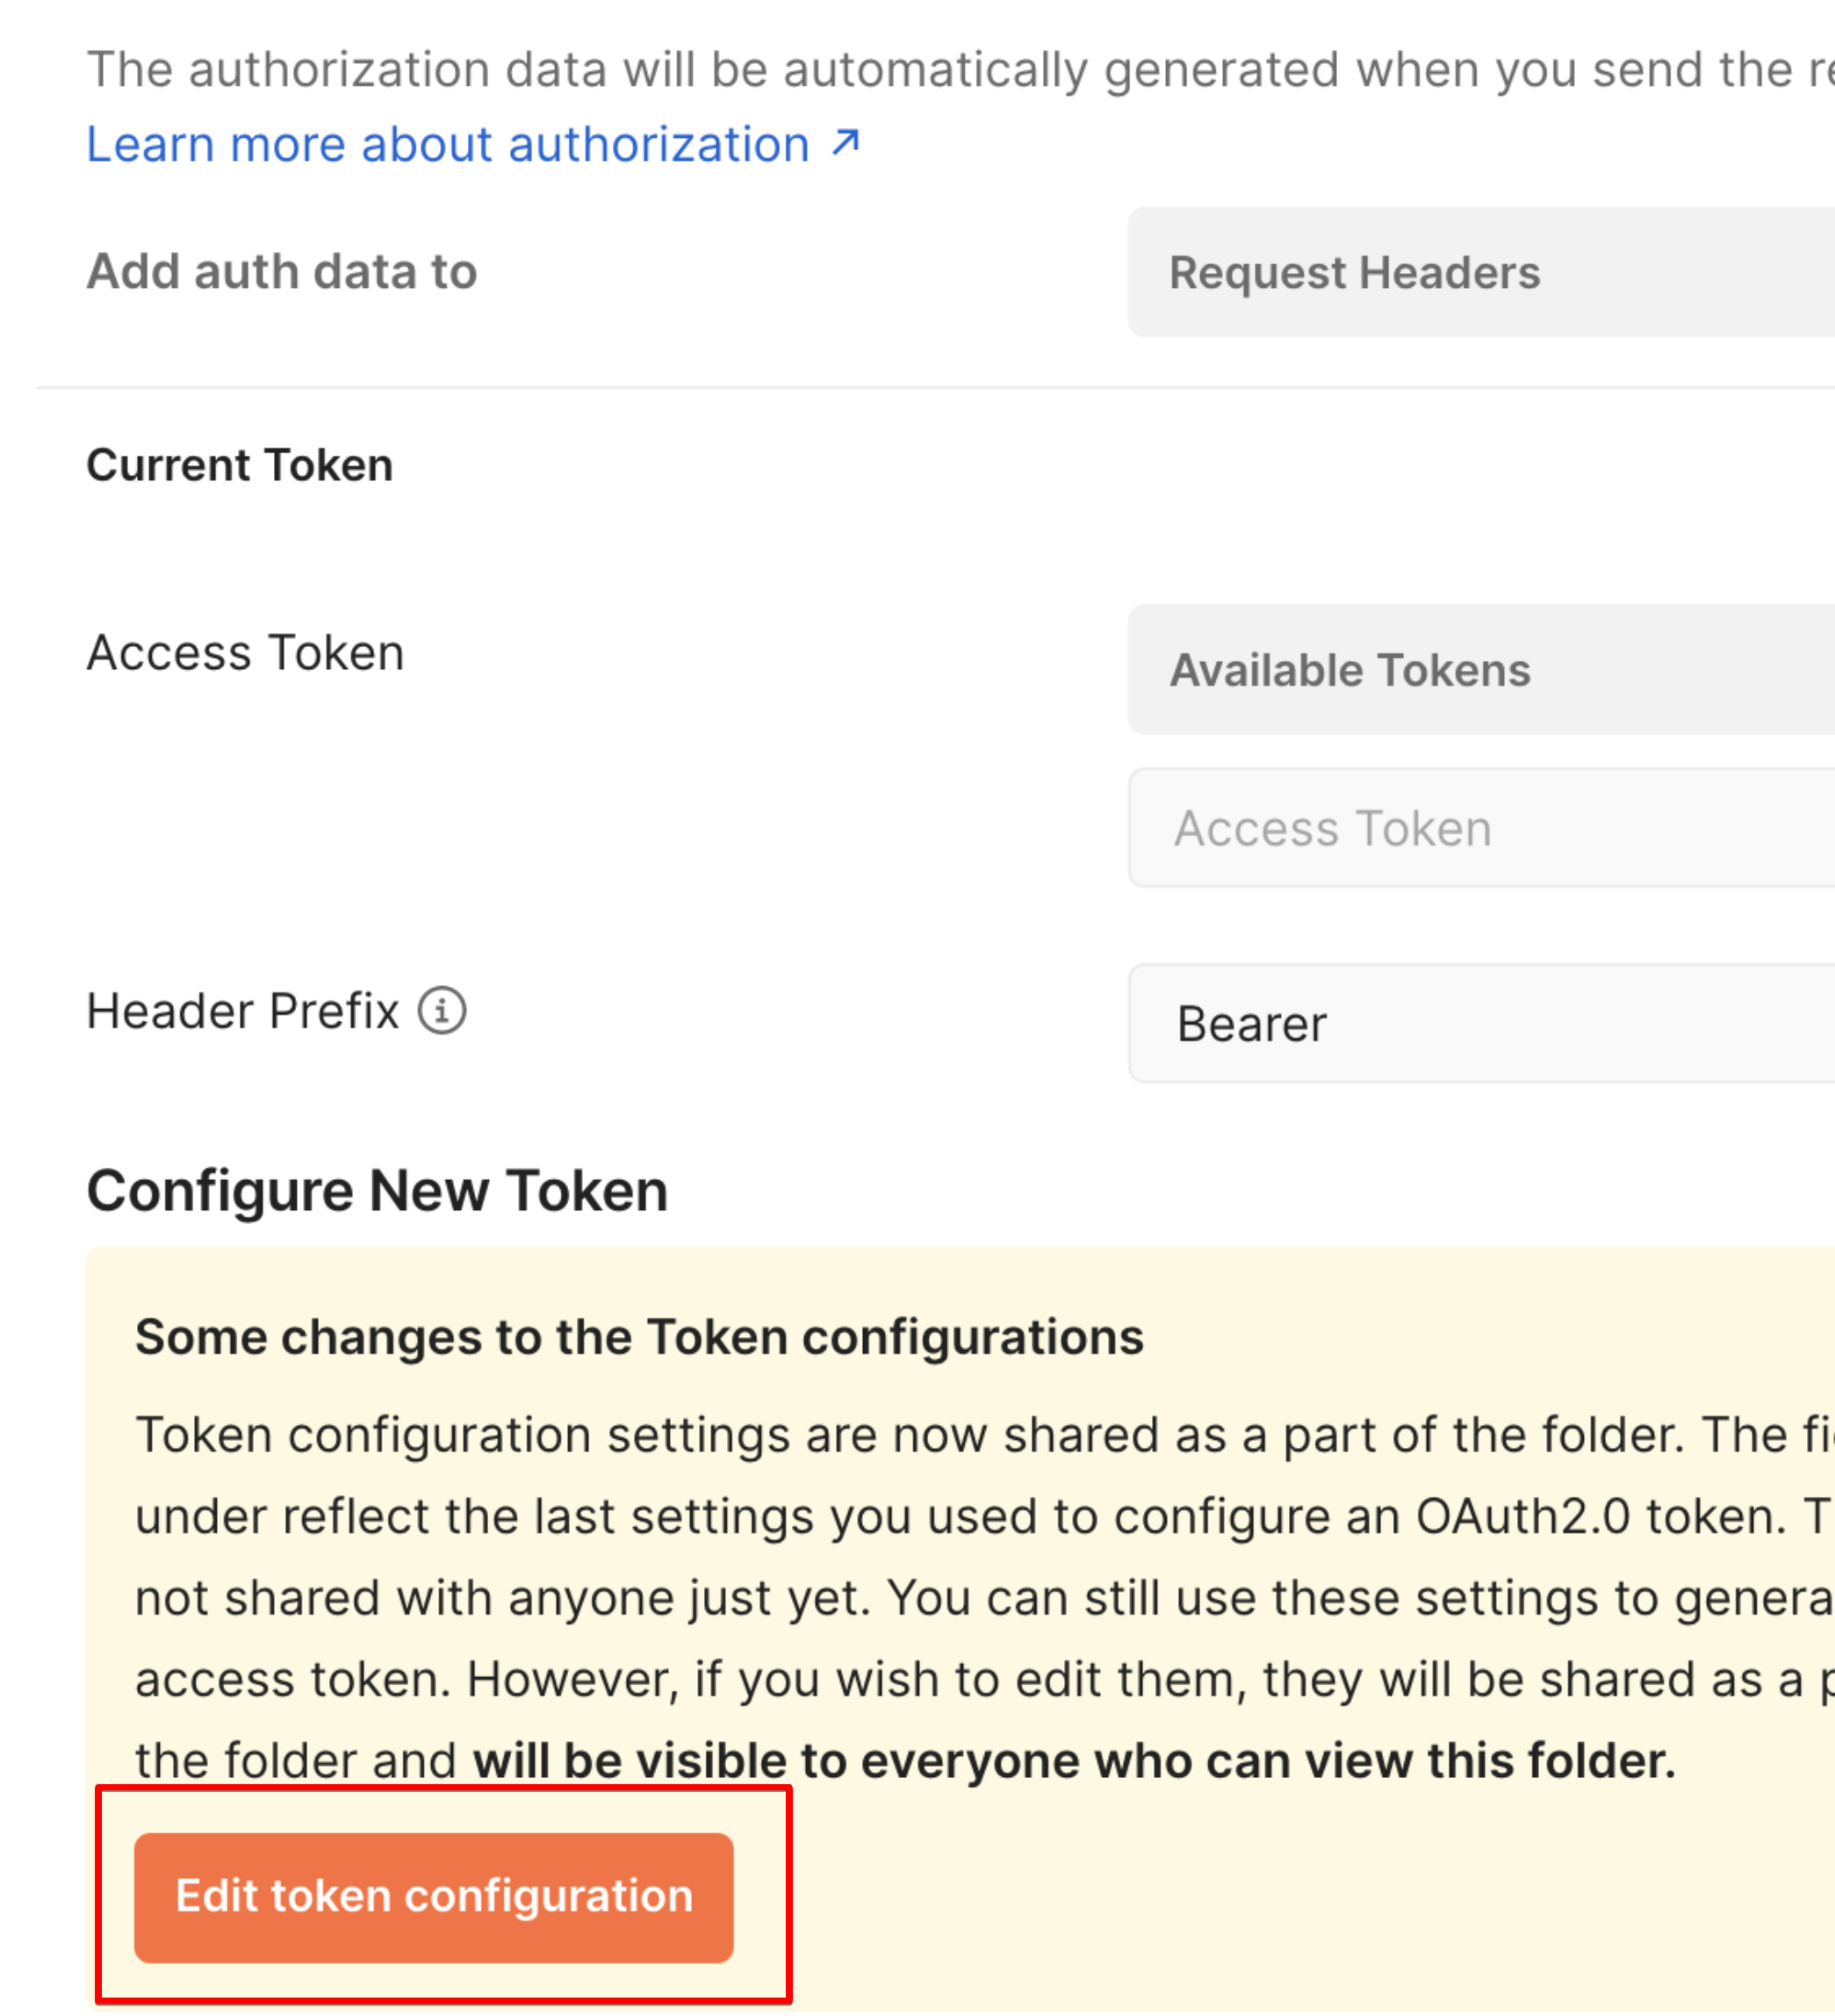 The authorization data will be automatically generated when you send the
Learn more about authorization ↗
Add auth data to
Request Headers
Current Token
Access Token
Available Tokens
Access Token
Header Prefix
Bearer
Configure New Token
Some changes to the Token configurations
Token configuration settings are now shared as a part of the folder. The
under reflect the last settings you used to configure an OAuth2.0 token.
not shared with anyone just yet. You can still use these settings to
access token. However, if you wish to edit them, they will be shared as a
the folder and will be visible to everyone who can view this folder.
Edit token configuration